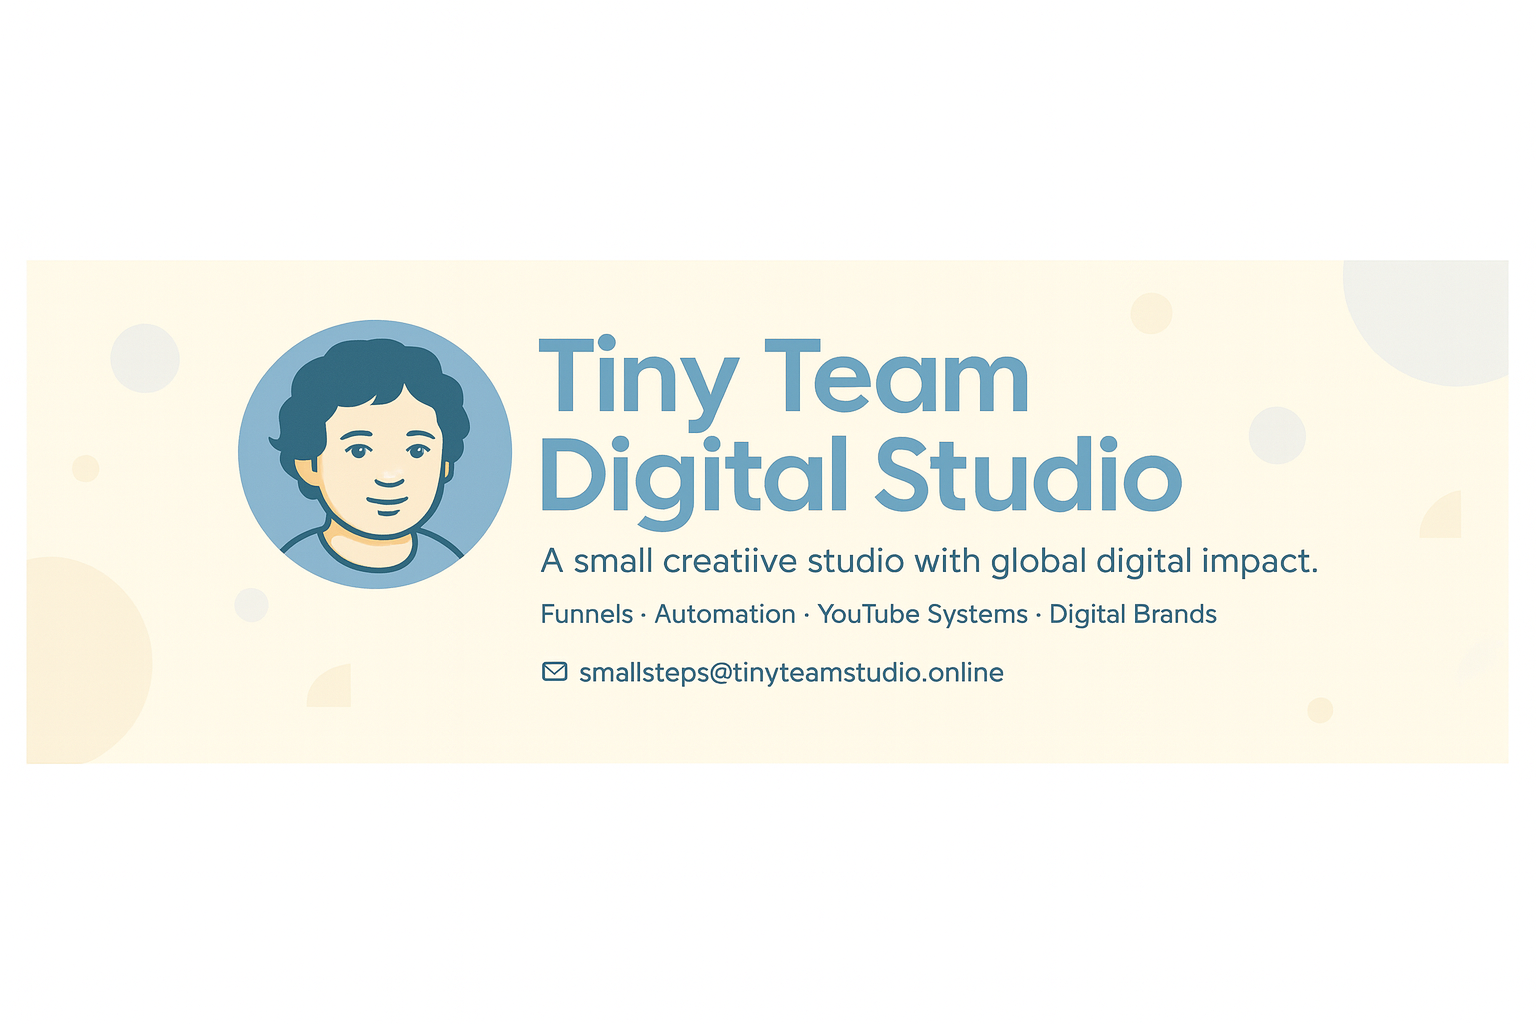 Tiny Team
Digital Studio
A small creatiive studio with global digital impact.
Funnels · Automation · YouTube Systems · Digital Brands
smallsteps@tinyteamstudio.online